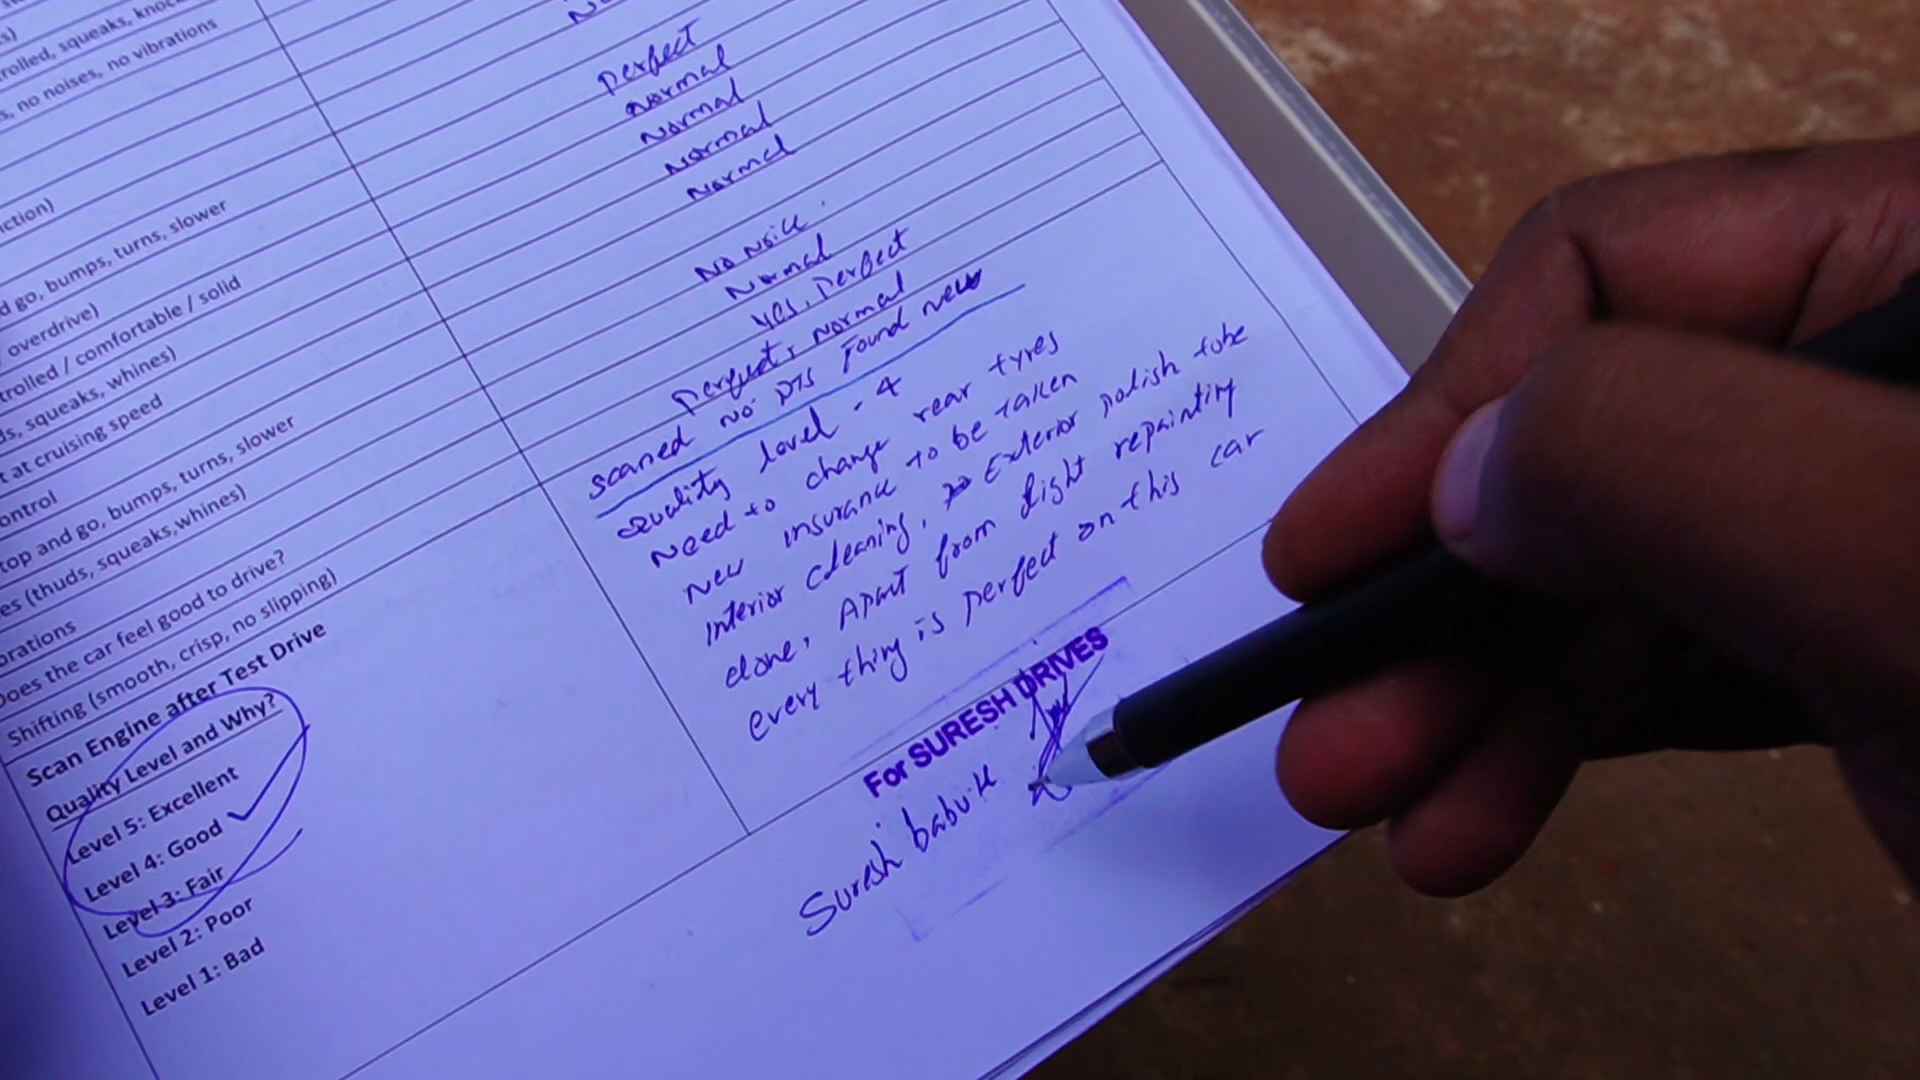 s)
rolled, squeaks, knoc
s, no noises, no vibrations
ction)
d go, bumps, turns, slower
overdrive)
trolled / comfortable / solid
ds, squeaks, whines)
t at cruising speed
ontrol
top and go, bumps, turns, slower
es (thuds, squeaks,whines)
orations
Does the car feel good to drive?
Shifting (smooth, crisp, no slipping)
Scan Engine after Test Drive
Quality Level and Why?
Level 5: Excellent
Level 4: Good
Level 3: Fair
Level 2: Poor
Level 1: Bad
perfect
normal
normal
normal
normal
No
normal
yes, perfect
perfect, normal
scaned no DTS found new
Quality level - 4
Need to change rear tyres
New insurance to be taken
Interior cleaning, Exterior polish tobe
done, Apart from slight repainting
every thing is perfect on this car
For SURESH DRIVES
Suresh babu.K